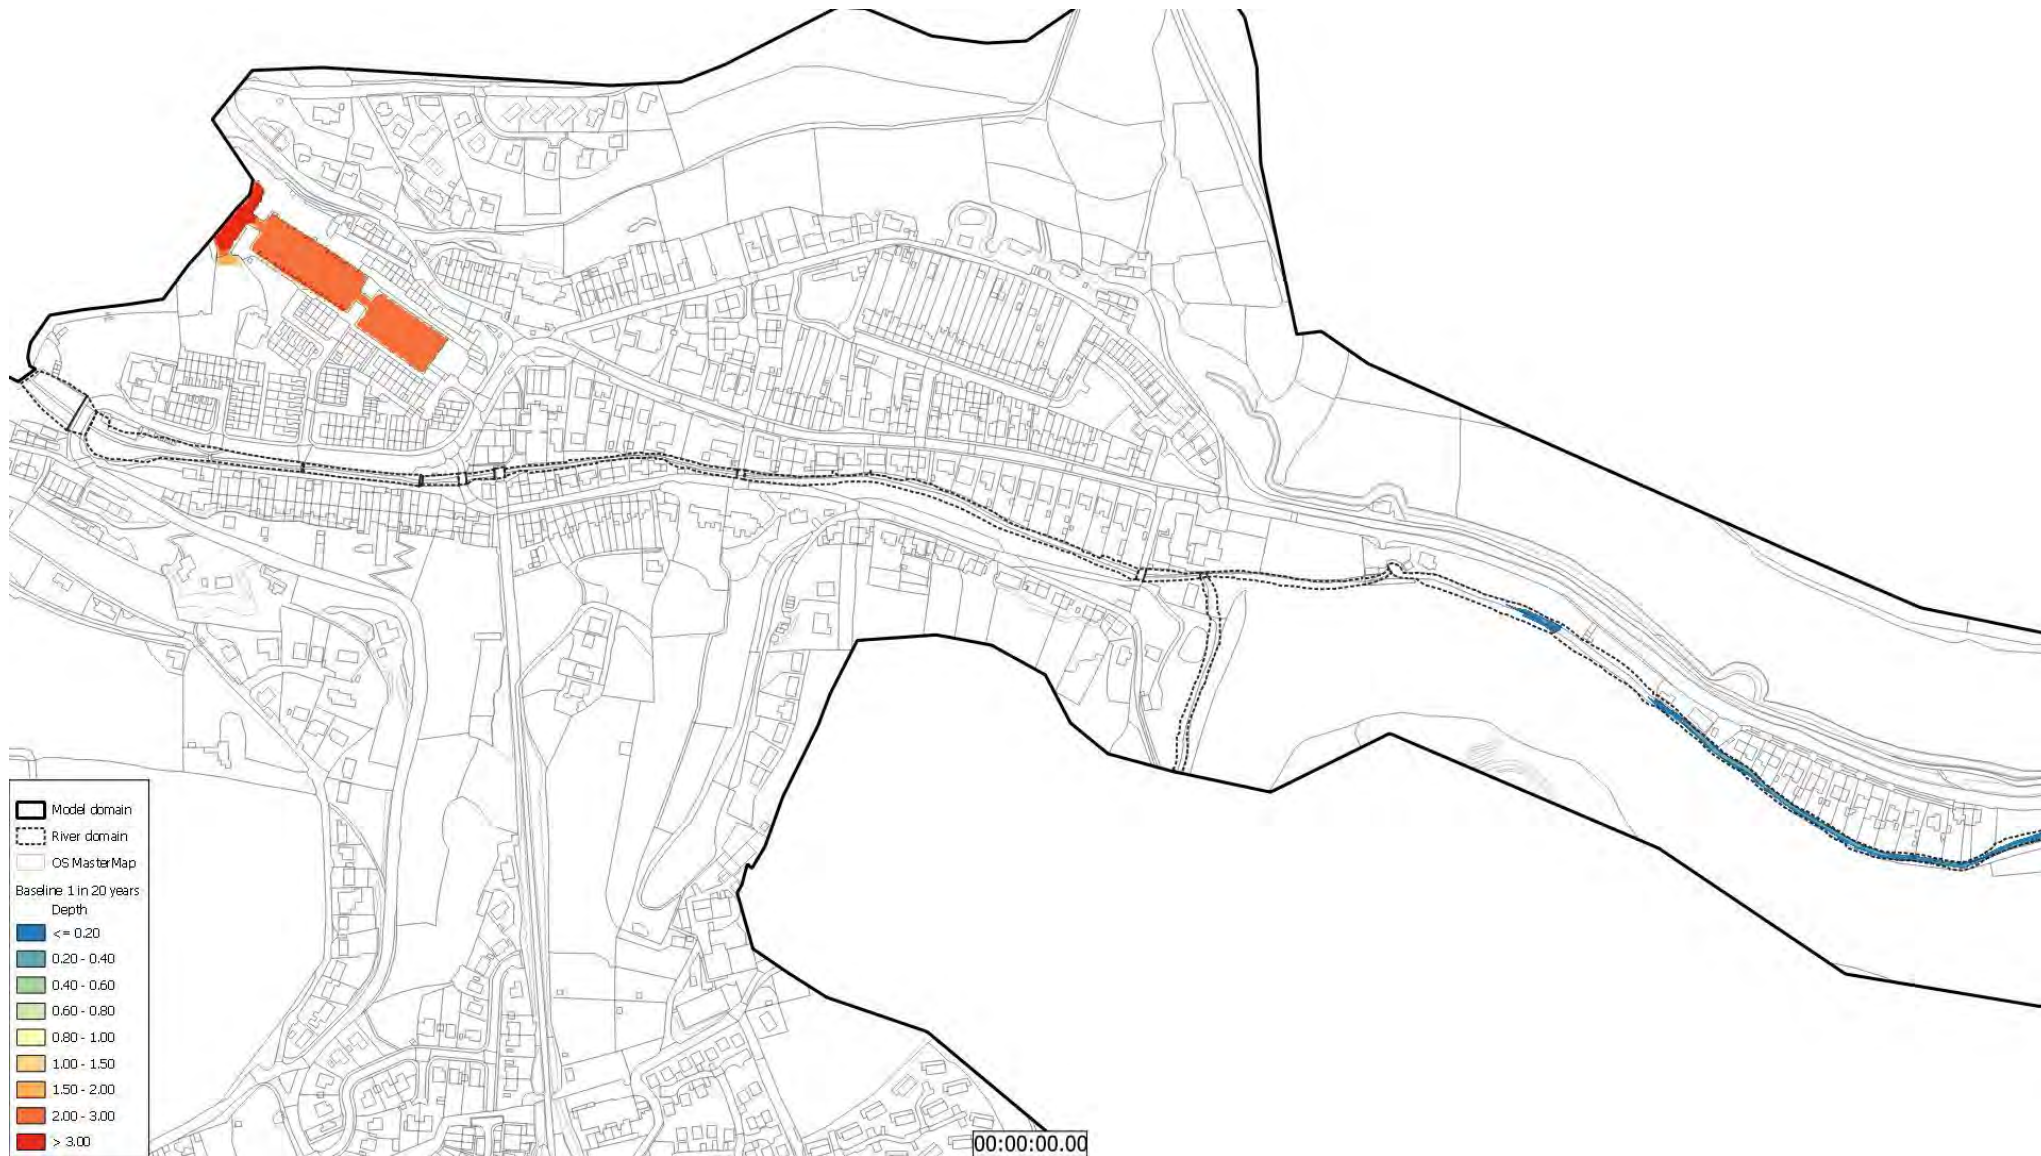 Model domain
River domain
OS MasterMap
Baseline 1 in 20 years
Depth
<= 0.20
0.20 - 0.40
0.40 - 0.60
0.60 - 0.80
0.80 - 1.00
1.00 - 1.50
1.50 - 2.00
2.00 - 3.00
> 3.00
00:00:00.00